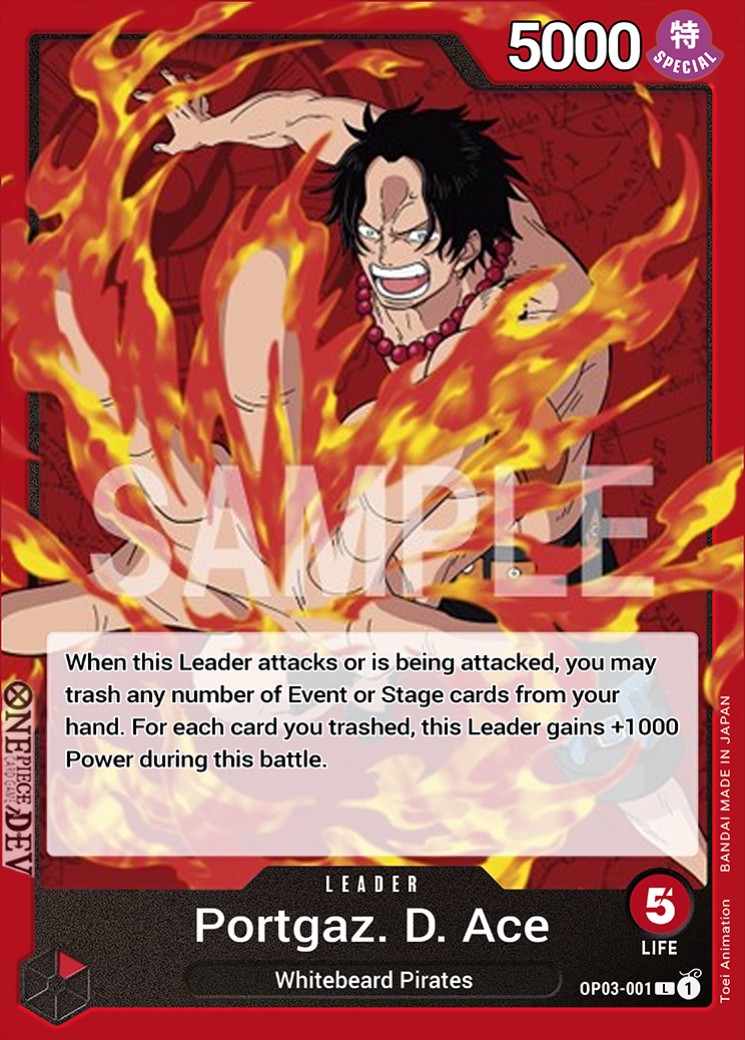 5000
特
SPECIAL
SAMPLE
When this Leader attacks or is being attacked, you may
trash any number of Event or Stage cards from your
hand. For each card you trashed, this Leader gains +1000
Power during this battle.
ONE PIECE
CARD GAME
/DEV
LEADER
Portgaz. D. Ace
Whitebeard Pirates
5
LIFE
OP03-001 L 1
Toei Animation
BANDAI MADE IN JAPAN